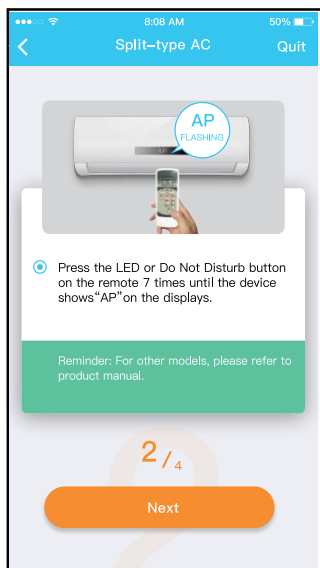 8:08 AM
50%
Split-type AC
Quit
AP
FLASHING
AP
Press the LED or Do Not Disturb button
on the remote 7 times until the device
shows“AP”on the displays.
Reminder: For other models, please refer to
product manual.
2/4
Next